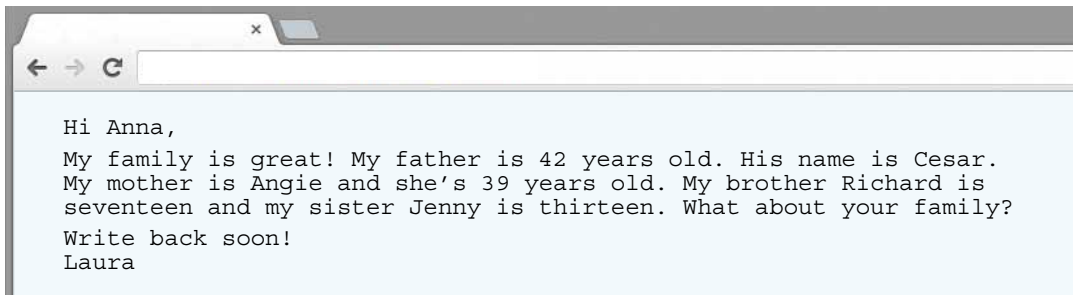 Hi Anna,
My family is great! My father is 42 years old. His name is Cesar.
My mother is Angie and she’s 39 years old. My brother Richard is
seventeen and my sister Jenny is thirteen. What about your family?
Write back soon!
Laura